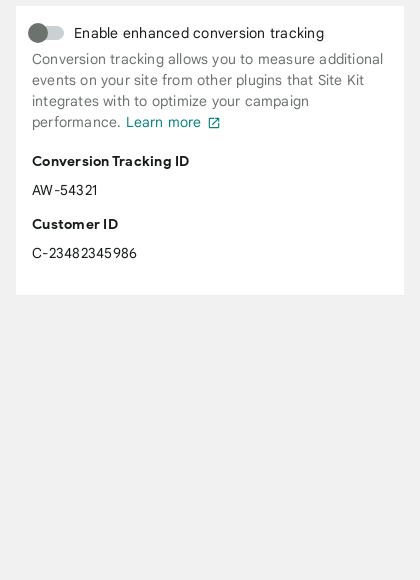 Enable enhanced conversion tracking
Conversion tracking allows you to measure additional
events on your site from other plugins that Site Kit
integrates with to optimize your campaign
performance. Learn more
Conversion Tracking ID
AW-54321
Customer ID
C-23482345986